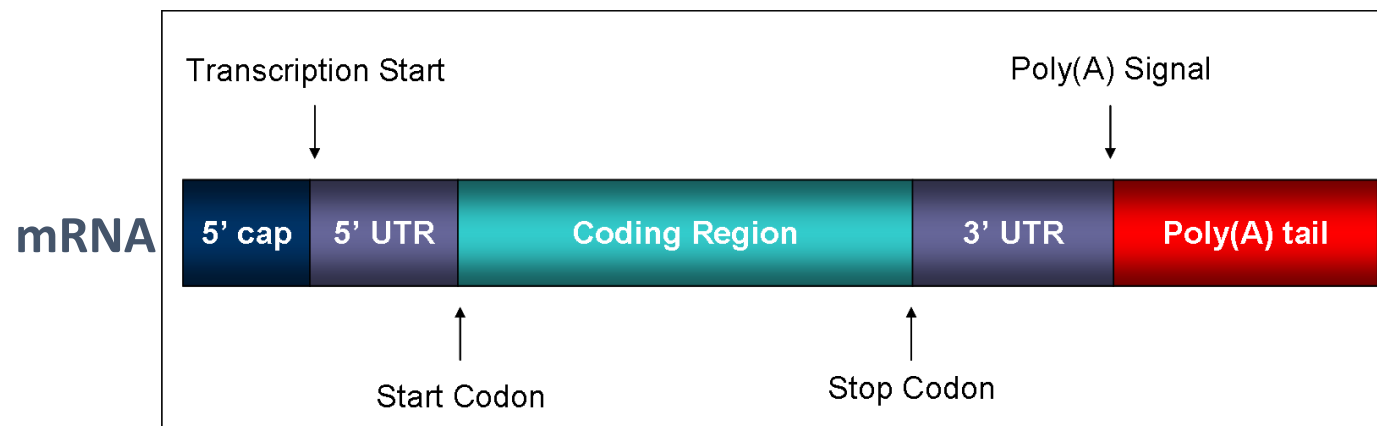 Transcription Start
Poly(A) Signal
mRNA
5’ cap
5’ UTR
Coding Region
3’ UTR
Poly(A) tail
Start Codon
Stop Codon